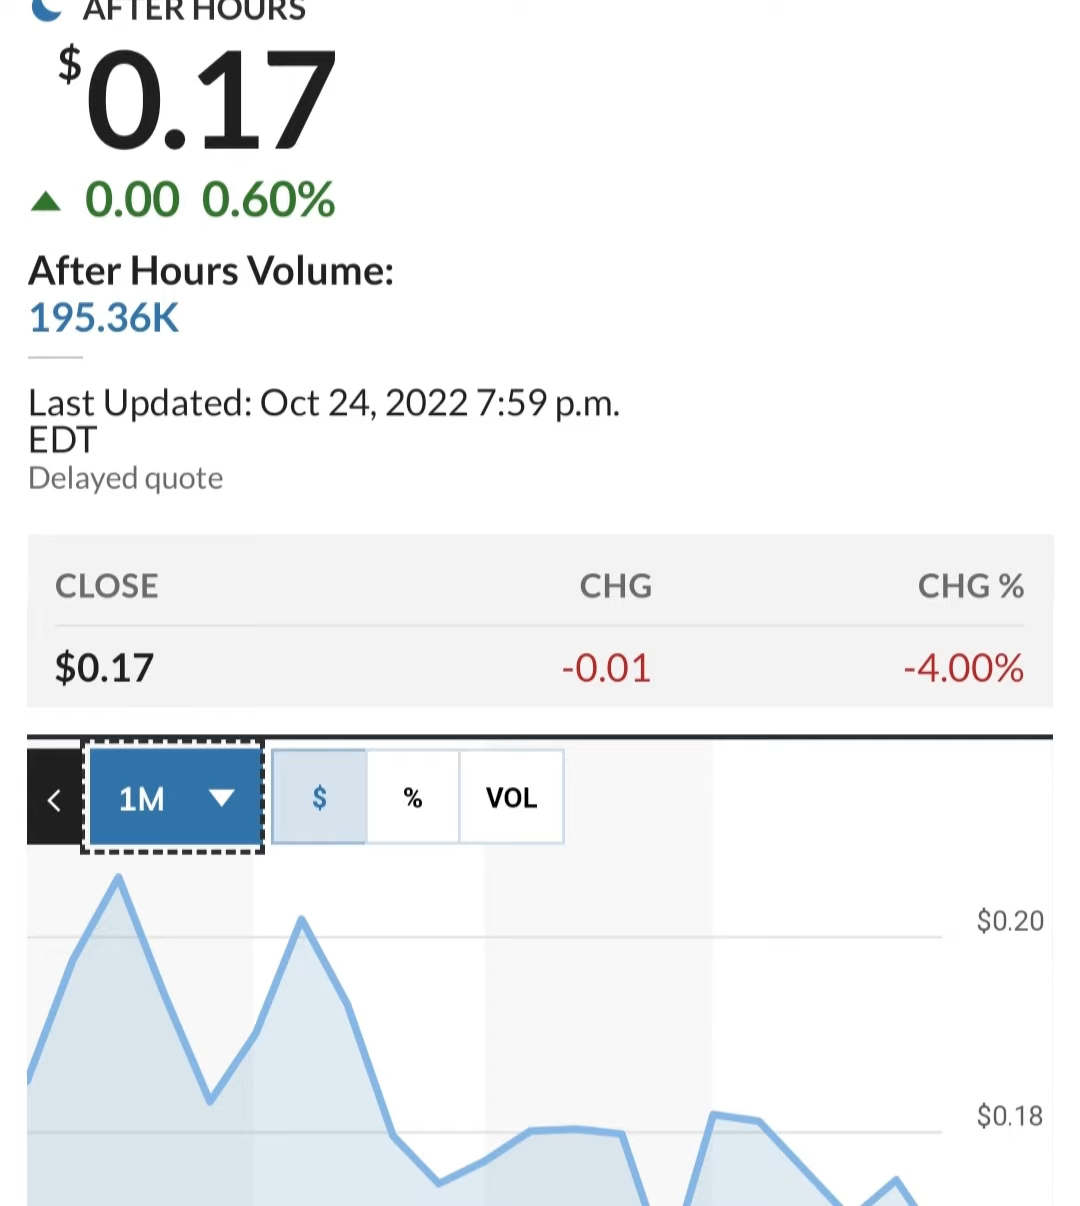 AFTER HOURS
$0.17
0.00 0.60%
After Hours Volume:
195.36K
Last Updated: Oct 24, 2022 7:59 p.m.
EDT
Delayed quote
CLOSE CHG CHG %
$0.17 -0.01 -4.00%
1M $ % VOL
$0.20
$0.18